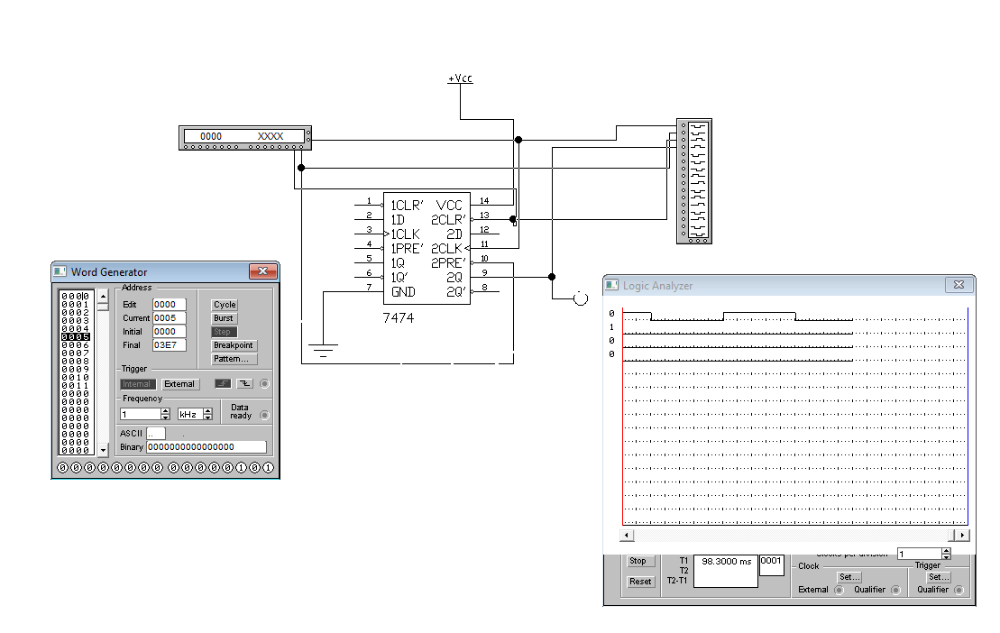 +Vcc
0000 XXXX
1 1CLR' VCC 14
2 1D 2CLR' 13
3 1CLK 2D 12
4 1PRE' 2CLK 11
5 1Q 2PRE' 10
6 1Q' 2Q 9
7 GND 2Q' 8
7474
Word Generator
0000
0001
0002
0003
0004
0005
0006
0007
0008
0009
0010
0011
0000
0000
0000
0000
0000
0000
0000
0000
Address
Edit 0000
Current 0005
Initial 0000
Final 03E7
Cycle
Burst
Step
Breakpoint
Pattern...
Trigger
Internal External
Frequency
1 kHz
Data
ready
ASCII ..
Binary 0000000000000000
0 0 0 0 0 0 0 0 0 0 0 0 0 1 0 1
Logic Analyzer
0
1
0
0
Stop
Reset
T1 98.3000 ms 0001
T2
T2-T1
Clocks per division 1
Clock
Set...
External Qualifier
Trigger
Set...
Qualifier